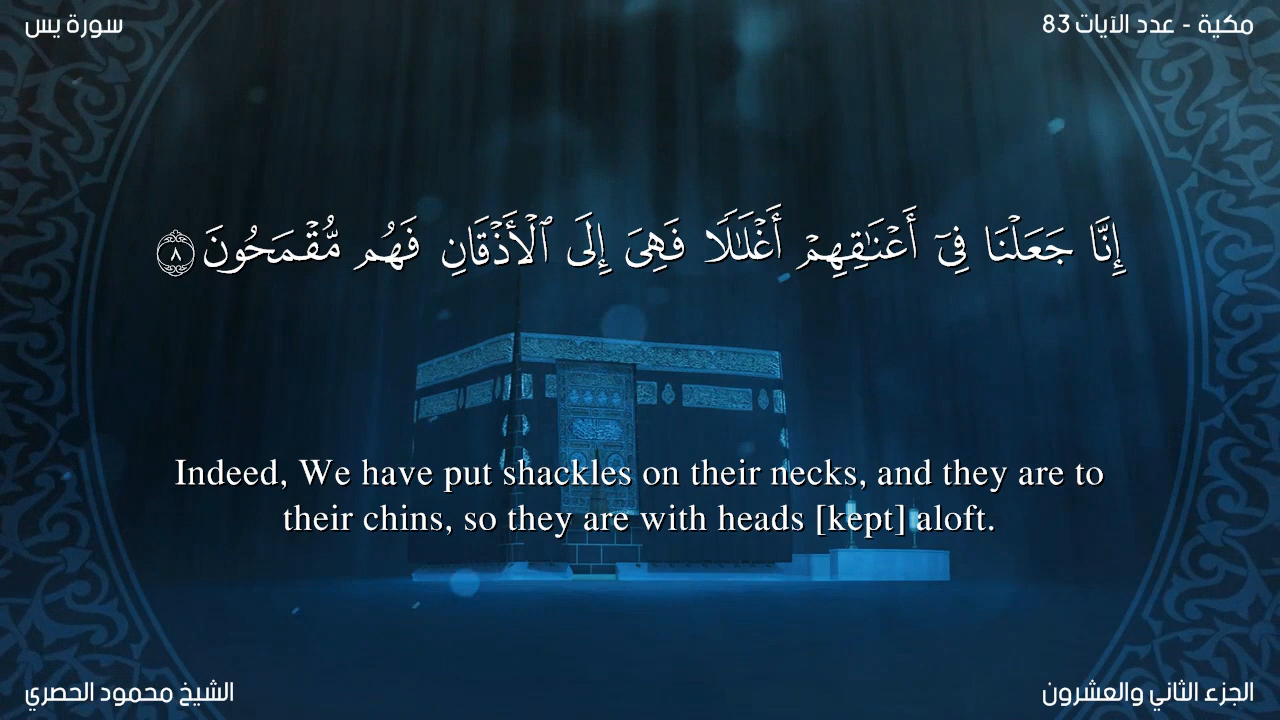 سورة يس
مكية - عدد الآيات 83
إِنَّا جَعَلْنَا فِىٓ أَعْنَـٰقِهِمْ أَغْلَـٰلًا فَهِىَ إِلَى ٱلْأَذْقَانِ فَهُم مُّقْمَحُونَ ٨
Indeed, We have put shackles on their necks, and they are to
their chins, so they are with heads [kept] aloft.
الشيخ محمود الحصري
الجزء الثاني والعشرون